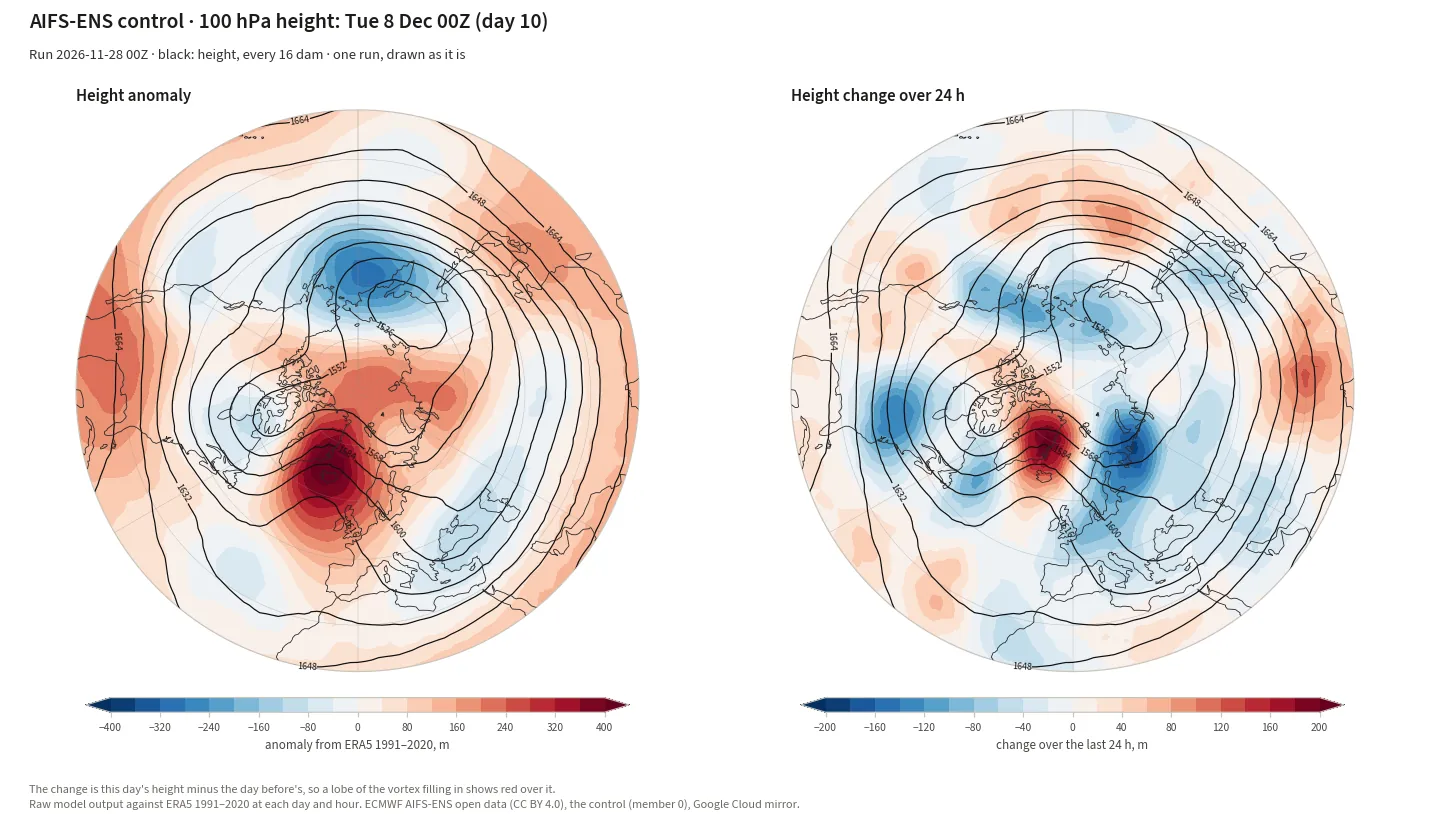 AIFS-ENS control · 100 hPa height: Tue 8 Dec 00Z (day 10)
Run 2026-11-28 00Z · black: height, every 16 dam · one run, drawn as it is
Height anomaly
Height change over 24 h
1664
1648
1664
1664
1536
1552
1584
1568
1632
1600
1648
1664
1648
1664
1664
1536
1552
1584
1568
1632
1600
1648
−400 −320 −240 −160 −80 0 80 160 240 320 400
anomaly from ERA5 1991–2020, m
−200 −160 −120 −80 −40 0 40 80 120 160 200
change over the last 24 h, m
The change is this day's height minus the day before's, so a lobe of the vortex filling in shows red over it.
Raw model output against ERA5 1991–2020 at each day and hour. ECMWF AIFS-ENS open data (CC BY 4.0), the control (member 0), Google Cloud mirror.